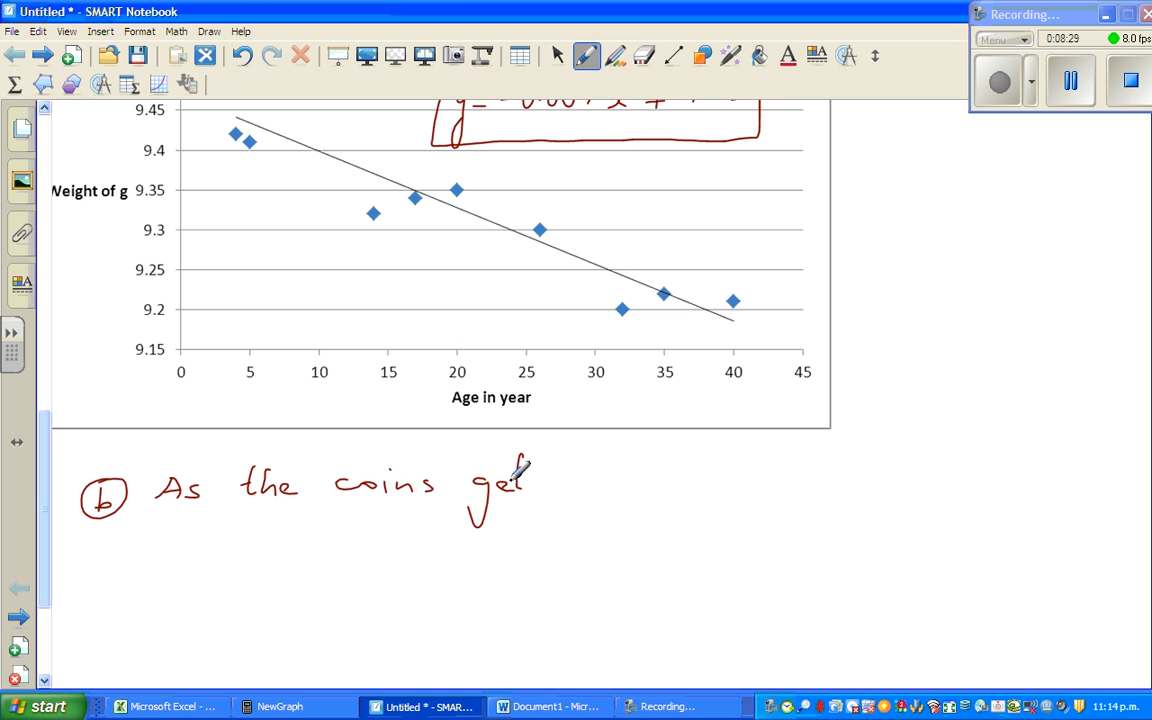 Untitled * - SMART Notebook
Recording...
File Edit View Insert Format Math Draw Help
Menu
0:08:29
8.0 fps
9.45
9.4
Weight of g 9.35
9.3
9.25
9.2
9.15
0 5 10 15 20 25 30 35 40 45
Age in year
b As the coins get
start
Microsoft Excel - ...
NewGraph
Untitled * - SMAR...
Document1 - Micr...
Recording...
11:14 p.m.